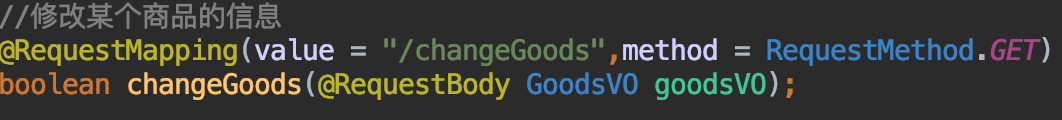 //修改某个商品的信息
@RequestMapping(value = "/changeGoods",method = RequestMethod.GET)
boolean changeGoods(@RequestBody GoodsVO goodsVO);